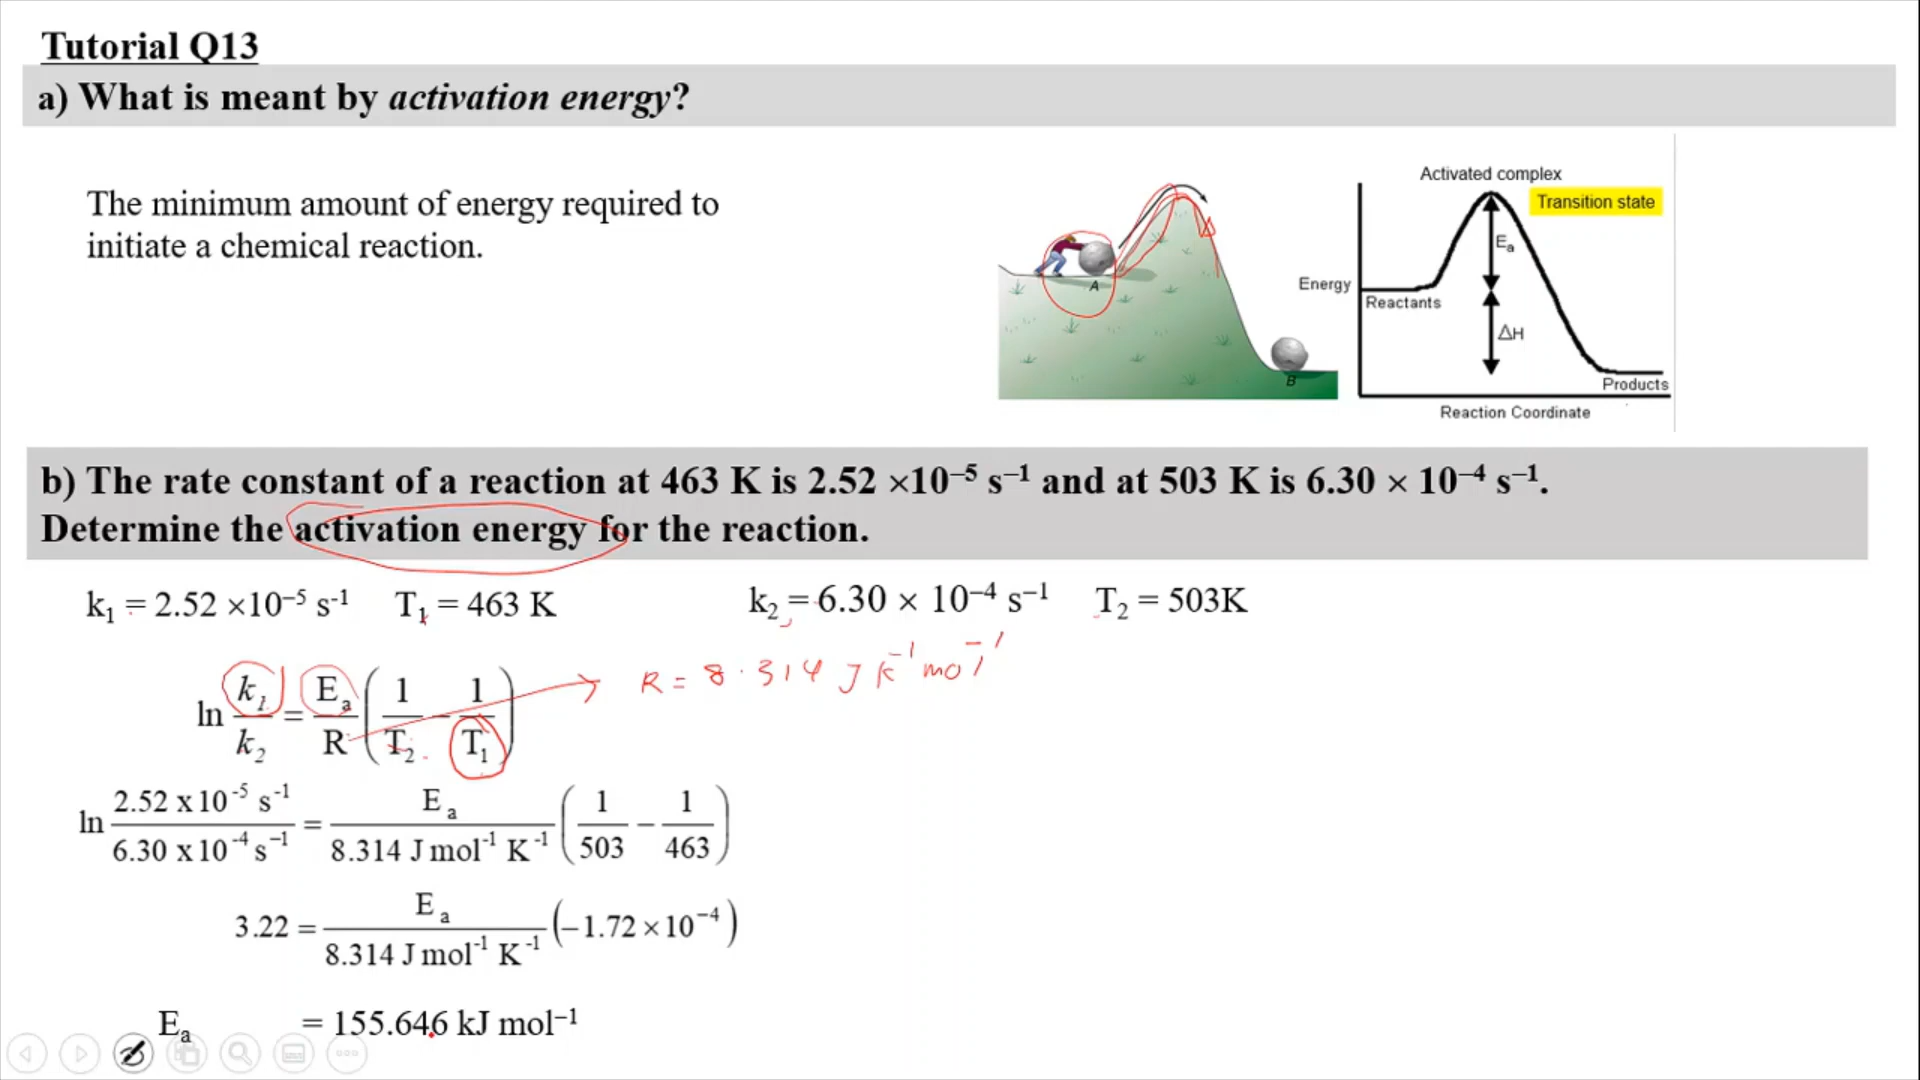 Tutorial Q13
a) What is meant by activation energy?
The minimum amount of energy required to
initiate a chemical reaction.
A
B
Activated complex
Transition state
Eₐ
Energy
Reactants
ΔH
Products
Reaction Coordinate
b) The rate constant of a reaction at 463 K is 2.52 ×10⁻⁵ s⁻¹ and at 503 K is 6.30 × 10⁻⁴ s⁻¹.
Determine the activation energy for the reaction.
k₁ = 2.52 ×10⁻⁵ s⁻¹ T₁ = 463 K k₂ = 6.30 × 10⁻⁴ s⁻¹ T₂ = 503K
ln k₁/k₂ = Eₐ/R (1/T₂ − 1/T₁)
R = 8.314 J K⁻¹ mol⁻¹
ln 2.52 x 10⁻⁵ s⁻¹/6.30 x 10⁻⁴ s⁻¹ = Eₐ/8.314 J mol⁻¹ K⁻¹ (1/503 − 1/463)
3.22 = Eₐ/8.314 J mol⁻¹ K⁻¹ (−1.72 × 10⁻⁴)
Eₐ = 155.646 kJ mol⁻¹